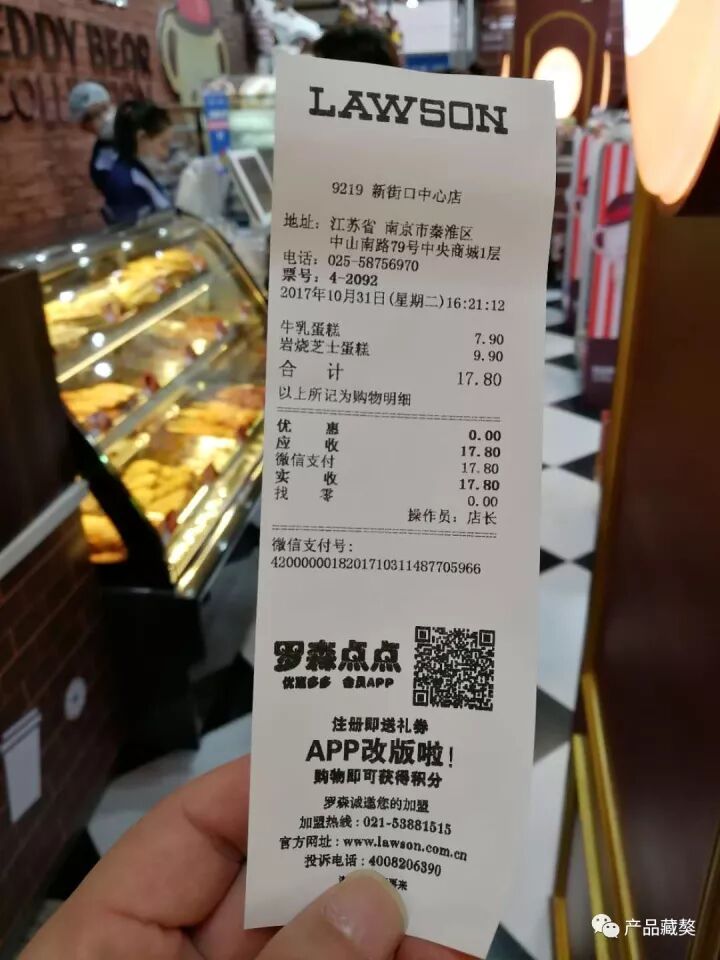 EDDY BEAR
LAWSON
9219 新街口中心店
地址：江苏省 南京市秦淮区
中山南路79号中央商城1层
电话：025-58756970
票号：4-2092
2017年10月31日(星期二)16:21:12
牛乳蛋糕 7.90
岩烧芝士蛋糕 9.90
合 计 17.80
以上所记为购物明细
优 惠 0.00
应 收 17.80
微信支付 17.80
实 收 17.80
找 零 0.00
操作员：店长
微信支付号：
4200000018201710311487705966
罗森点点
优惠多多 会员APP
注册即送礼券
APP改版啦！
购物即可获得积分
罗森诚邀您的加盟
加盟热线：021-53881515
官方网址：www.lawson.com.cn
投诉电话：4008206390
产品藏獒